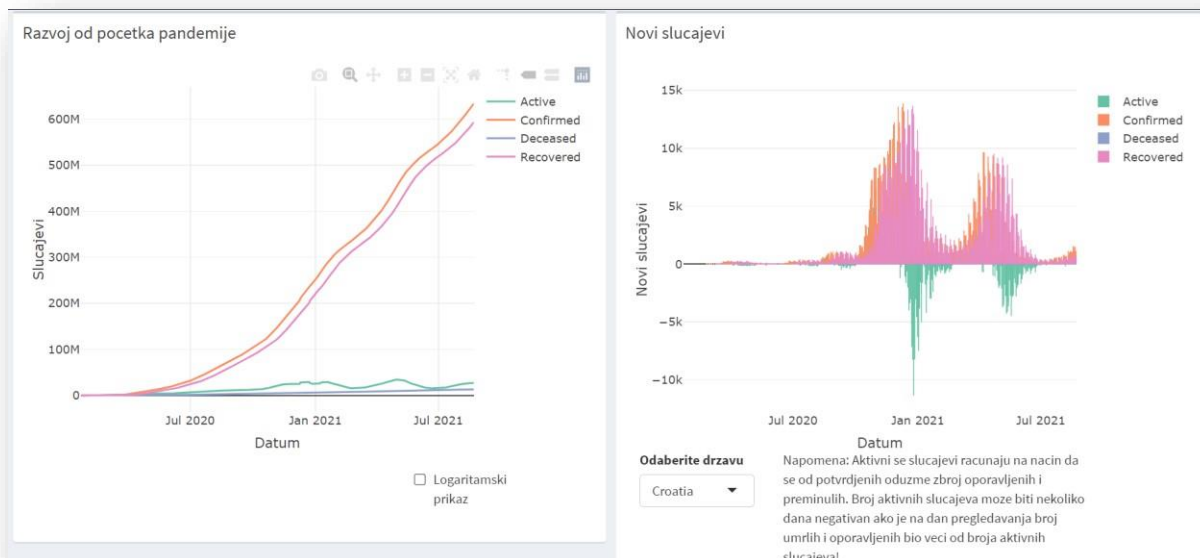 Razvoj od pocetka pandemije
600M
500M
400M
300M
200M
100M
0
Slucajevi
Jul 2020
Jan 2021
Jul 2021
Datum
Active
Confirmed
Deceased
Recovered
Logaritamski
prikaz
Novi slucajevi
15k
10k
5k
0
−5k
−10k
Novi slucajevi
Jul 2020
Jan 2021
Jul 2021
Datum
Active
Confirmed
Deceased
Recovered
Odaberite drzavu
Croatia
Napomena: Aktivni se slucajevi racunaju na nacin da
se od potvrdjenih oduzme zbroj oporavljenih i
preminulih. Broj aktivnih slucajeva moze biti nekoliko
dana negativan ako je na dan pregledavanja broj
umrlih i oporavljenih bio veci od broja aktivnih
slucajeva!